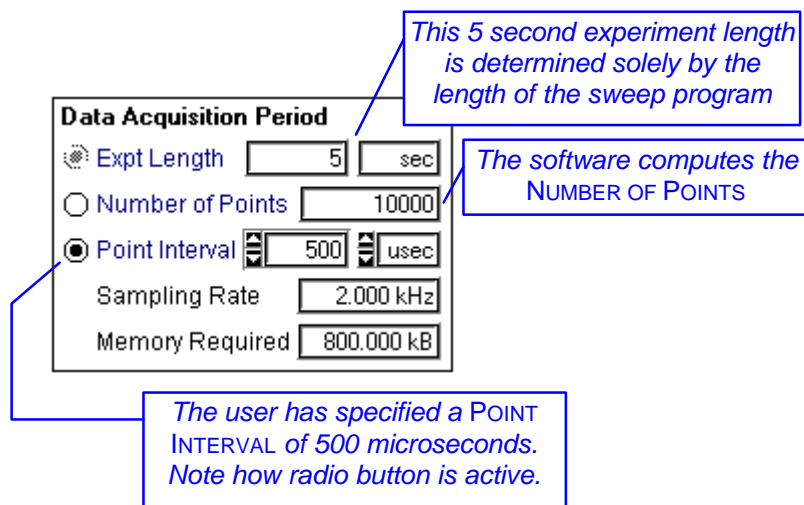 This 5 second experiment length
is determined solely by the
length of the sweep program
Data Acquisition Period
Expt Length 5 sec
The software computes the
NUMBER OF POINTS
Number of Points 10000
Point Interval 500 usec
Sampling Rate 2.000 kHz
Memory Required 800.000 kB
The user has specified a POINT
INTERVAL of 500 microseconds.
Note how radio button is active.